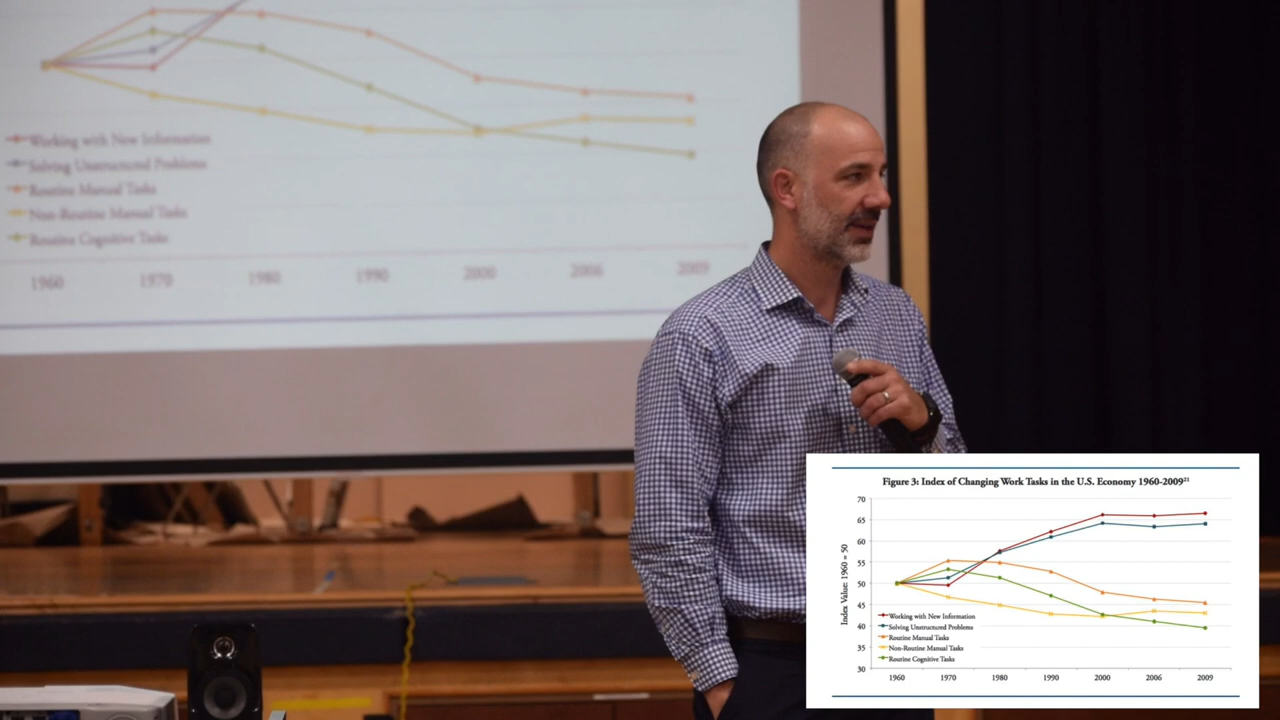 Working with New Information
Solving Unstructured Problems
Routine Manual Tasks
Non-Routine Manual Tasks
Routine Cognitive Tasks
1960 1970 1980 1990 2000 2006 2009
Figure 3: Index of Changing Work Tasks in the U.S. Economy 1960-2009²¹
Index Value: 1960 = 50
70
65
60
55
50
45
40
35
30
Working with New Information
Solving Unstructured Problems
Routine Manual Tasks
Non-Routine Manual Tasks
Routine Cognitive Tasks
1960 1970 1980 1990 2000 2006 2009